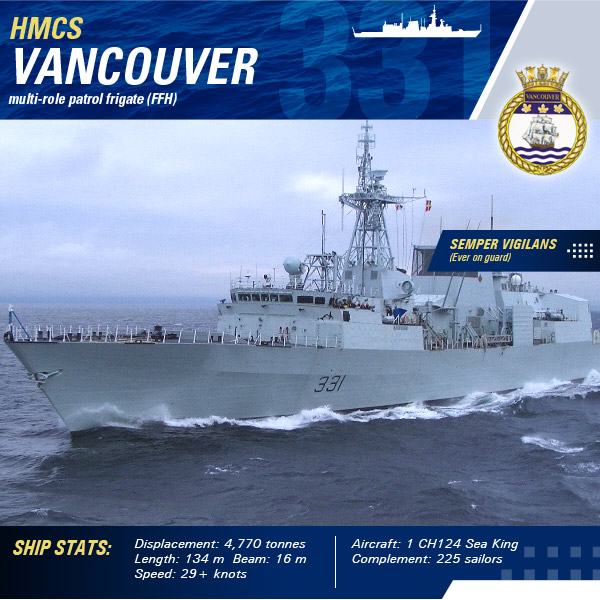 HMCS
VANCOUVER
multi-role patrol frigate (FFH)
331
VANCOUVER
SEMPER VIGILANS
(Ever on guard)
331
SHIP STATS:
Displacement: 4,770 tonnes
Length: 134 m Beam: 16 m
Speed: 29+ knots
Aircraft: 1 CH124 Sea King
Complement: 225 sailors